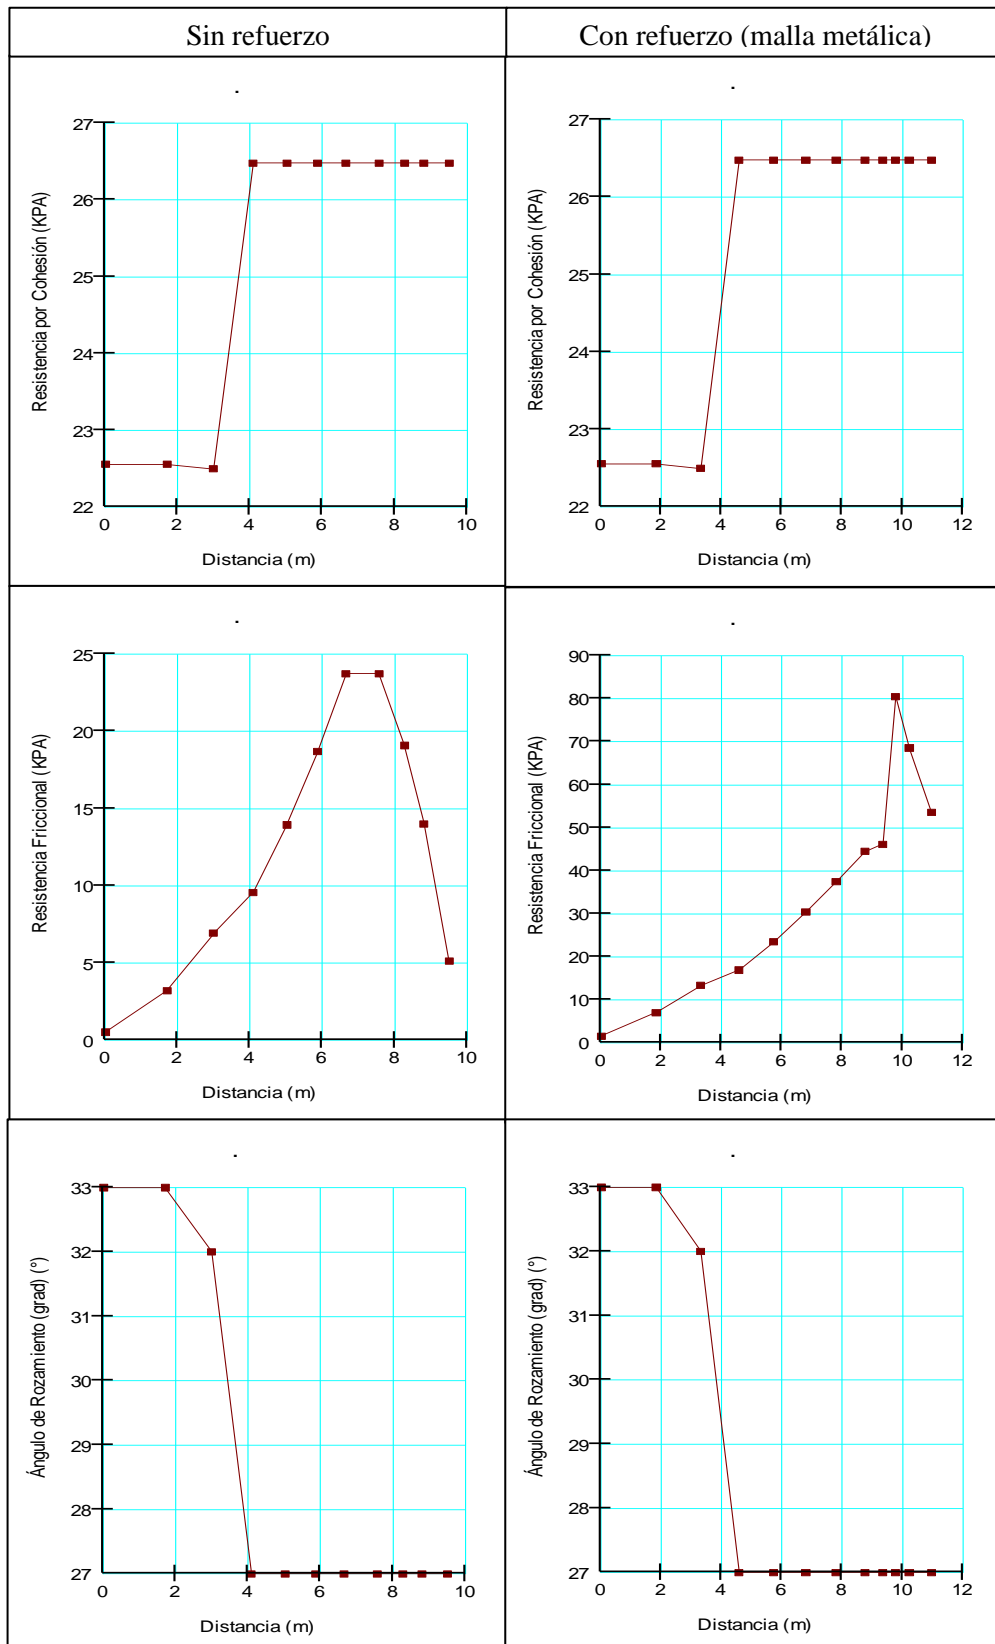 Sin refuerzo
Con refuerzo (malla metálica)
Resistencia por Cohesión (KPA)
27
26
25
24
23
22
0 2 4 6 8 10
Distancia (m)
Resistencia por Cohesión (KPA)
27
26
25
24
23
22
0 2 4 6 8 10 12
Distancia (m)
Resistencia Friccional (KPA)
25
20
15
10
5
0
0 2 4 6 8 10
Distancia (m)
Resistencia Friccional (KPA)
90
80
70
60
50
40
30
20
10
0
0 2 4 6 8 10 12
Distancia (m)
Ángulo de Rozamiento (grad) (°)
33
32
31
30
29
28
27
0 2 4 6 8 10
Distancia (m)
Ángulo de Rozamiento (grad) (°)
33
32
31
30
29
28
27
0 2 4 6 8 10 12
Distancia (m)